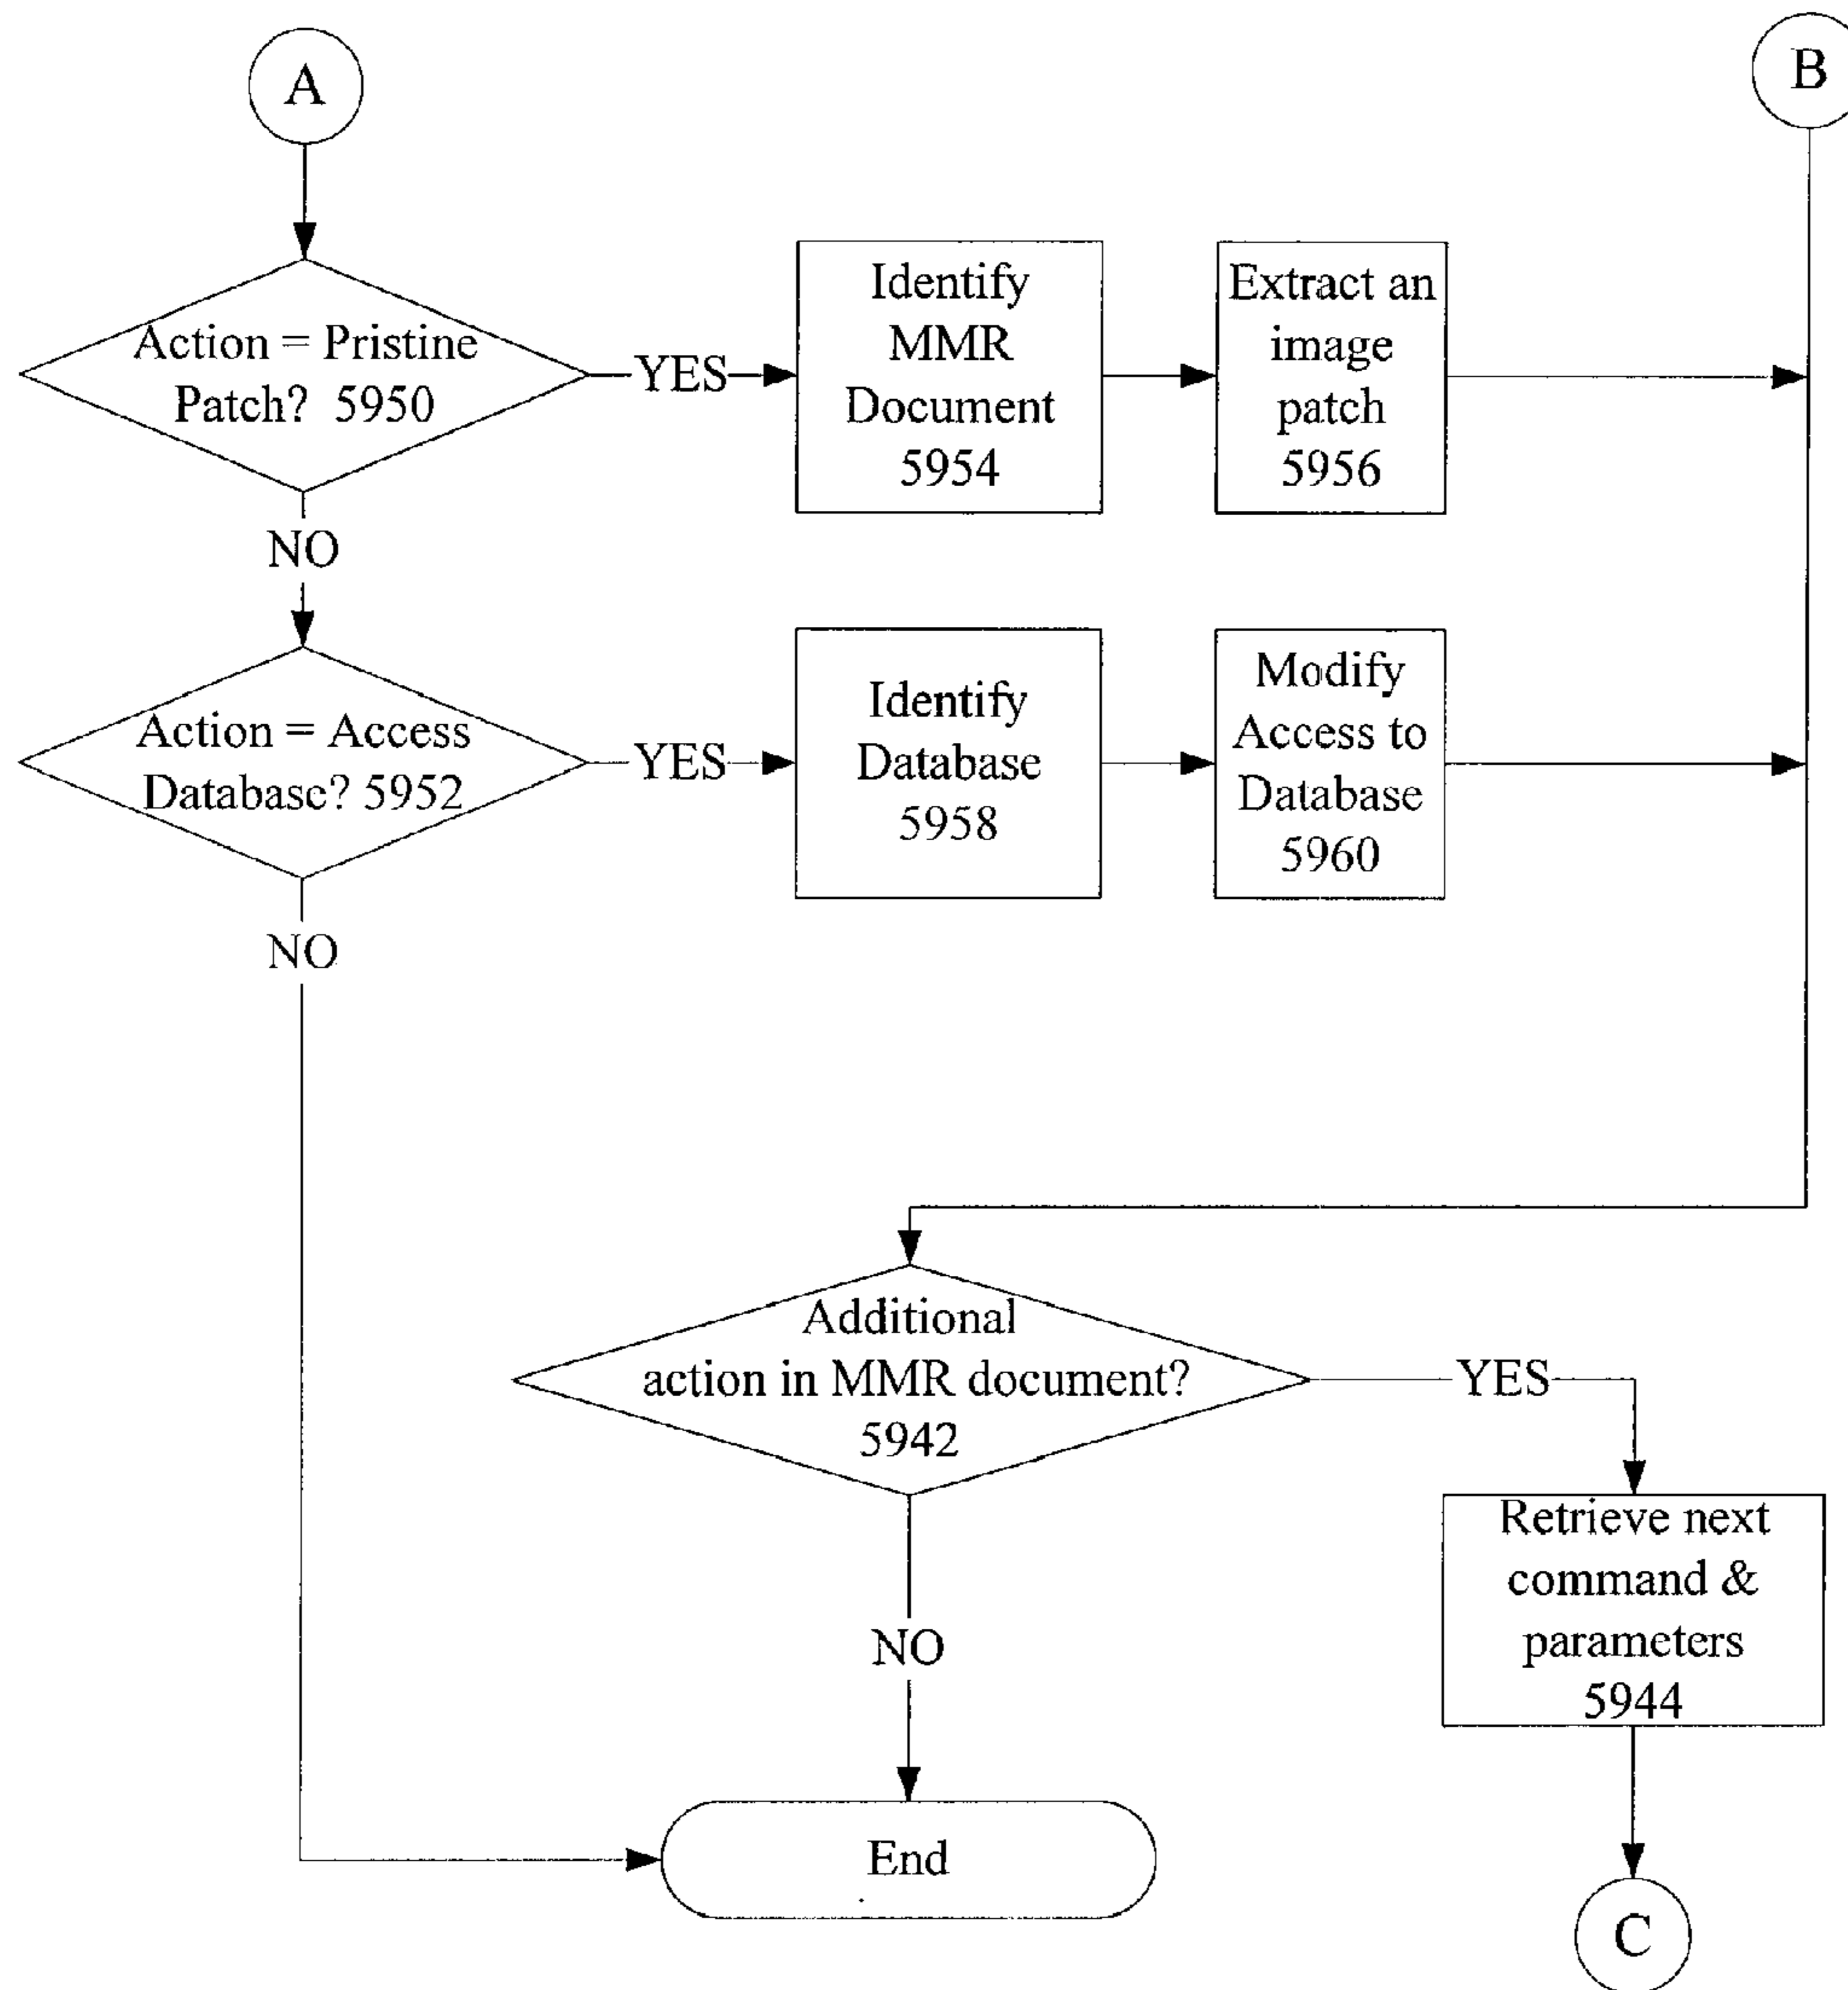 A
B
Action = Pristine
Patch? 5950
YES
Identify
MMR
Document
5954
Extract an
image
patch
5956
NO
Action = Access
Database? 5952
YES
Identify
Database
5958
Modify
Access to
Database
5960
NO
Additional
action in MMR document?
5942
YES
Retrieve next
command &
parameters
5944
NO
End
C